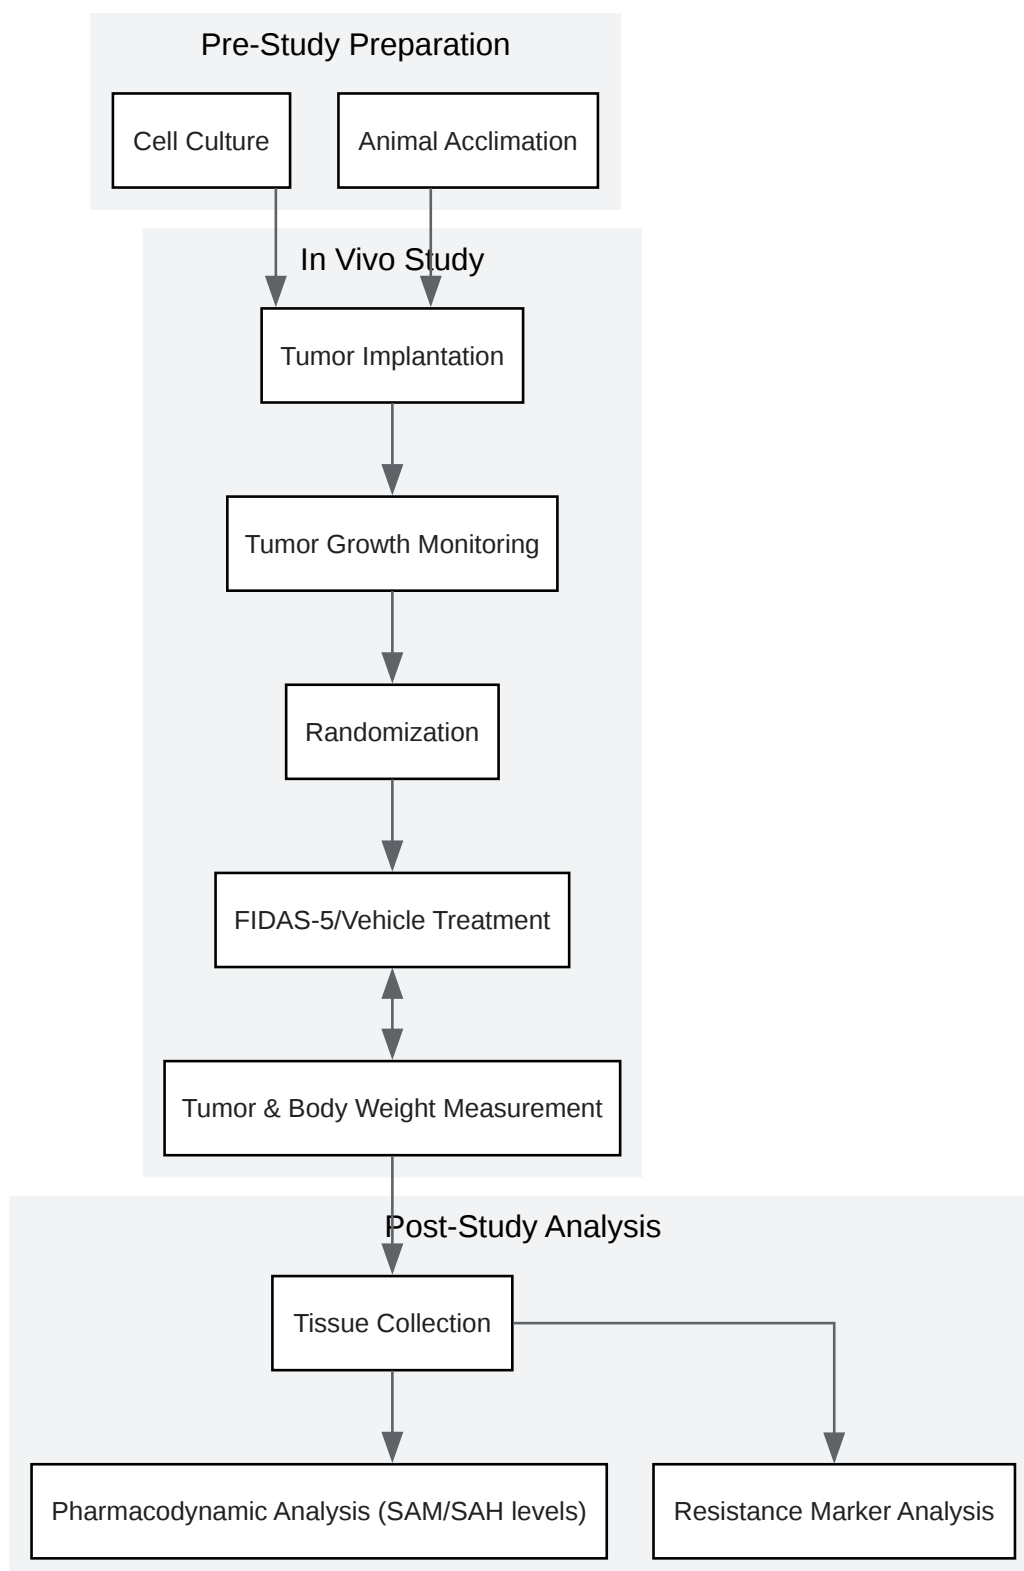 Pre-Study Preparation
Cell Culture
Animal Acclimation
In Vivo Study
Tumor Implantation
Tumor Growth Monitoring
Randomization
FIDAS-5/Vehicle Treatment
Tumor & Body Weight Measurement
Post-Study Analysis
Tissue Collection
Pharmacodynamic Analysis (SAM/SAH levels)
Resistance Marker Analysis